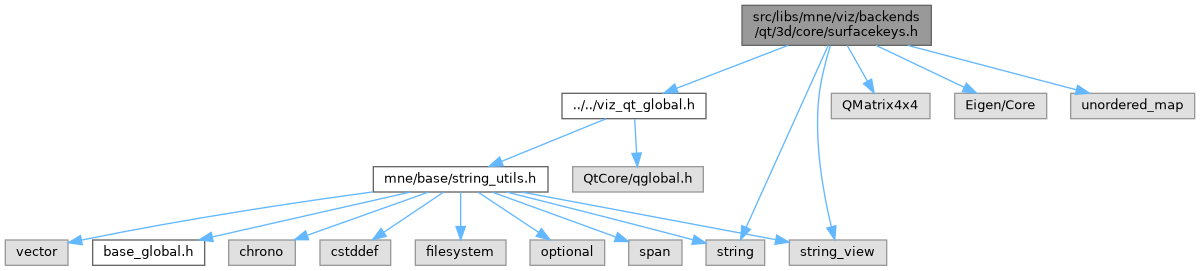 src/libs/mne/viz/backends
/qt/3d/core/surfacekeys.h
../../viz_qt_global.h
QMatrix4x4
Eigen/Core
unordered_map
mne/base/string_utils.h
QtCore/qglobal.h
vector
base_global.h
chrono
cstddef
filesystem
optional
span
string
string_view